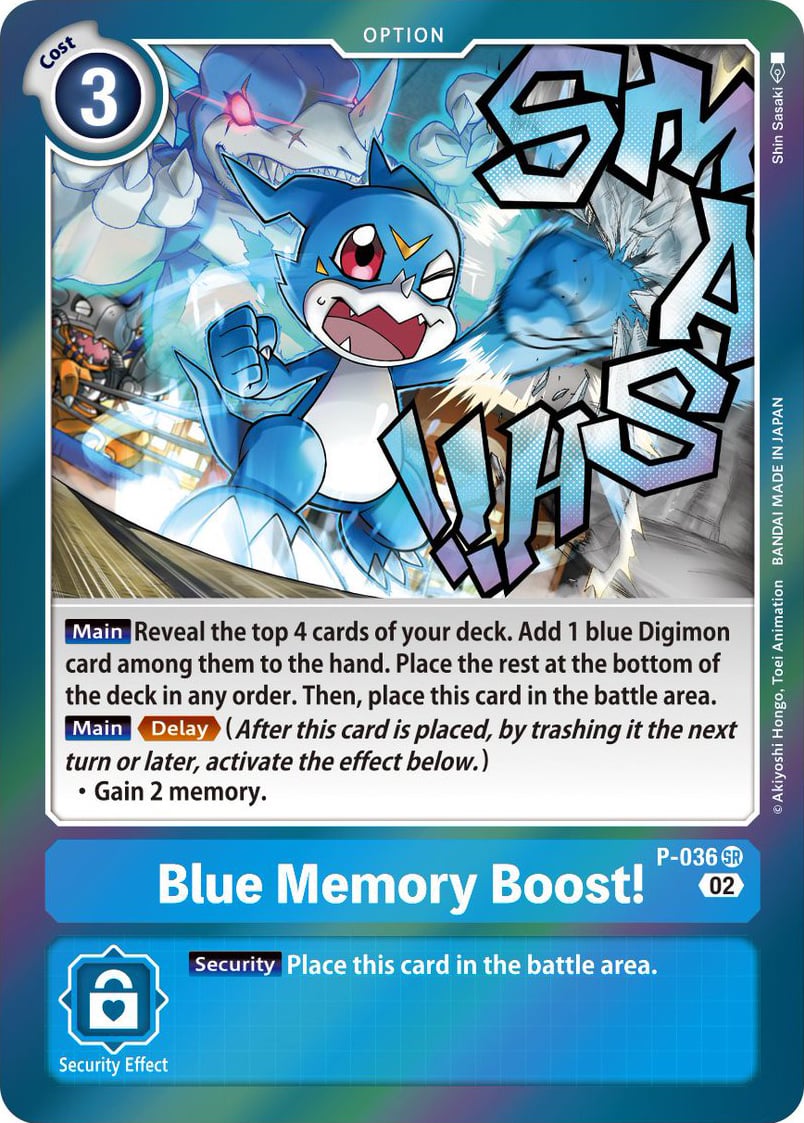 OPTION
Cost
3
SMASH!!
Shin Sasaki
Main Reveal the top 4 cards of your deck. Add 1 blue Digimon
card among them to the hand. Place the rest at the bottom of
the deck in any order. Then, place this card in the battle area.
Main Delay (After this card is placed, by trashing it the next
turn or later, activate the effect below.)
・Gain 2 memory.
©Akiyoshi Hongo, Toei Animation BANDAI MADE IN JAPAN
P-036 SR
Blue Memory Boost!
02
Security Place this card in the battle area.
Security Effect